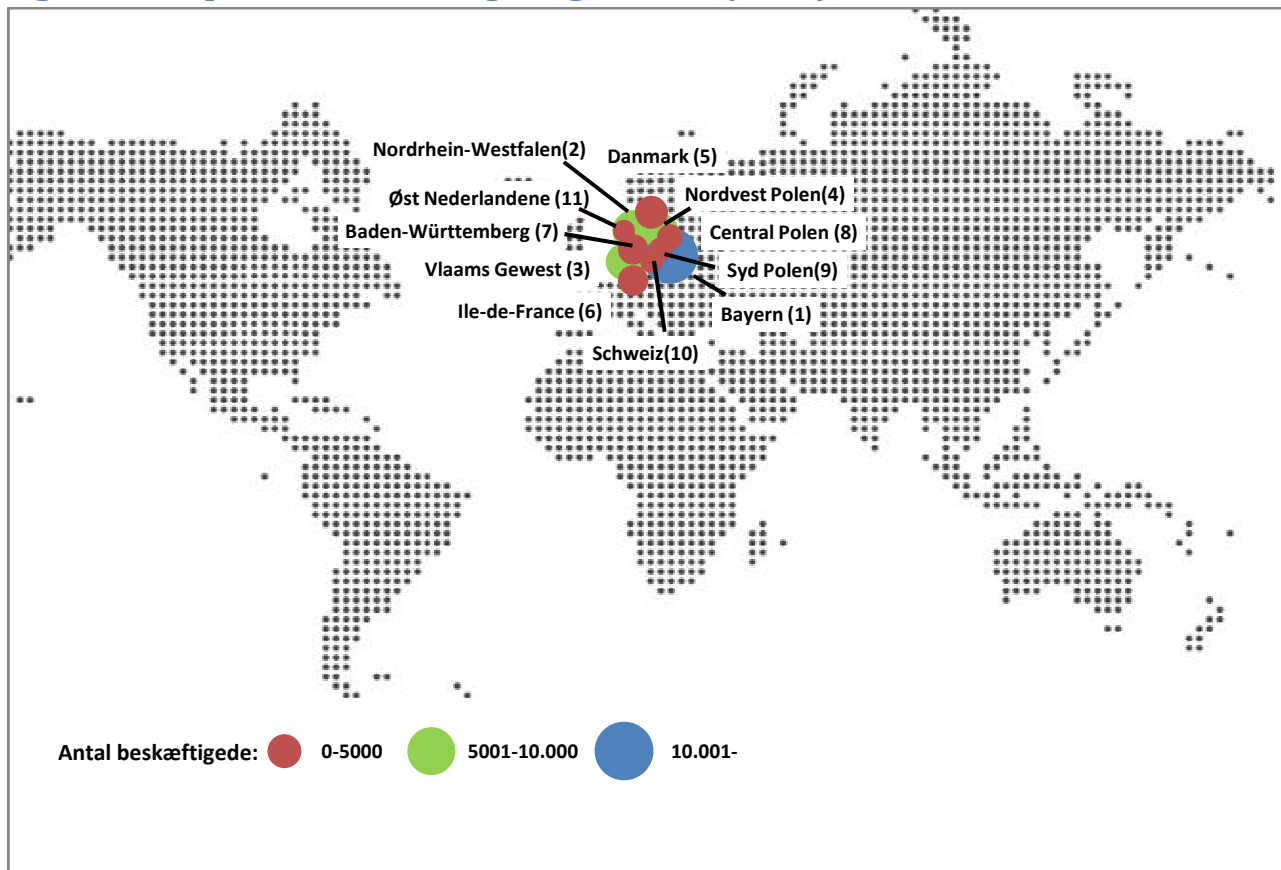 Nordrhein-Westfalen(2)
Danmark (5)
Øst Nederlandene (11)
Nordvest Polen(4)
Baden-Württemberg (7)
Central Polen (8)
Vlaams Gewest (3)
Syd Polen(9)
Ile-de-France (6)
Bayern (1)
Schweiz(10)
Antal beskæftigede: 0-5000 5001-10.000 10.001-